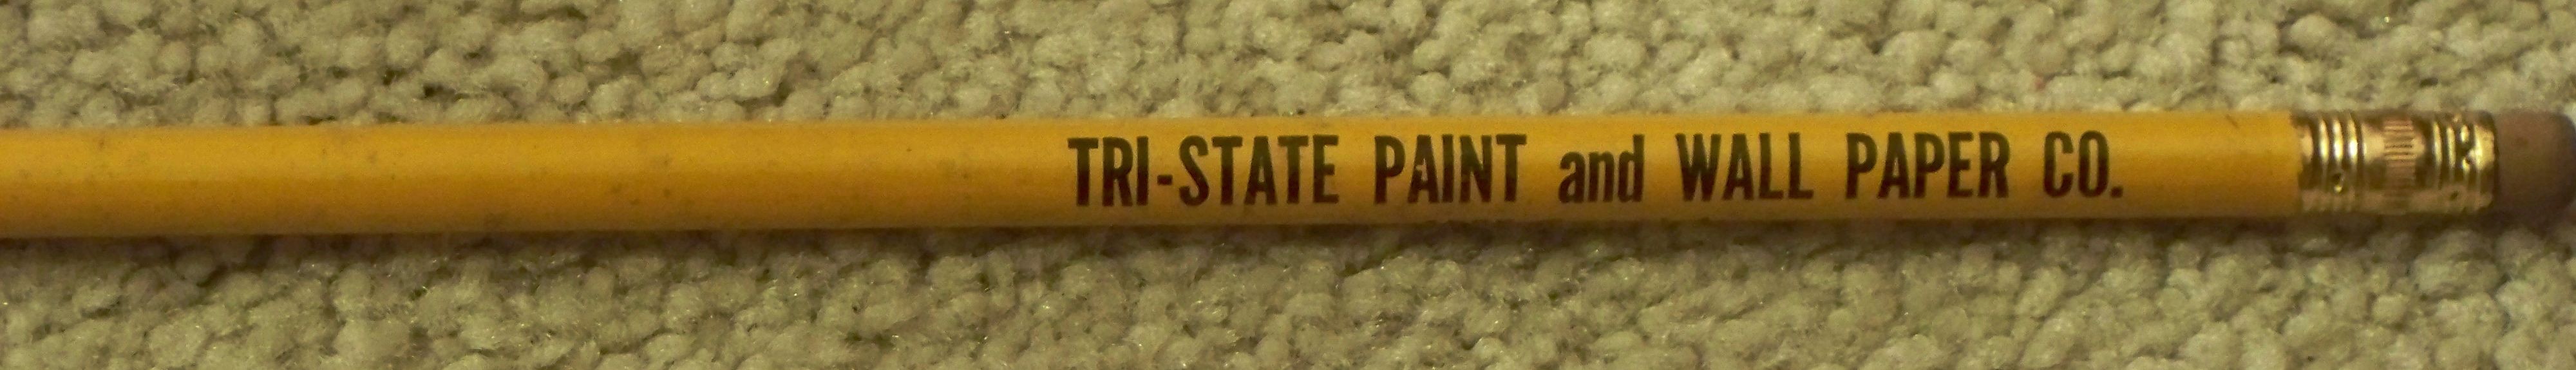 TRI-STATE PAINT and WALL PAPER CO.